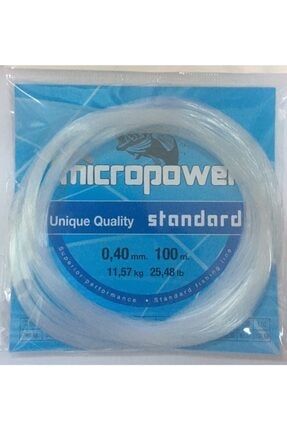 micropower
Unique Quality standard
0,40 mm. 100 m.
11,57 kg 25,48 lb
Superior performance • Standard fishing line